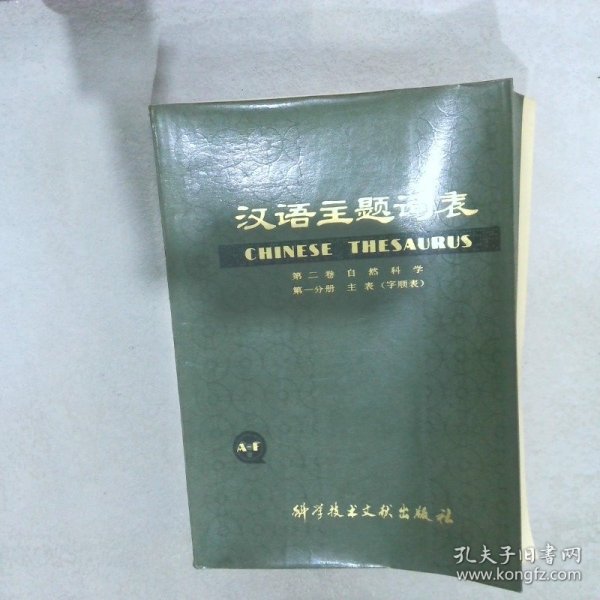 汉语主题词表
CHINESE THESAURUS
第二卷 自然科学
第一分册 主表（字顺表）
A-F
科学技术文献出版社
孔夫子旧书网
www.kongfz.com